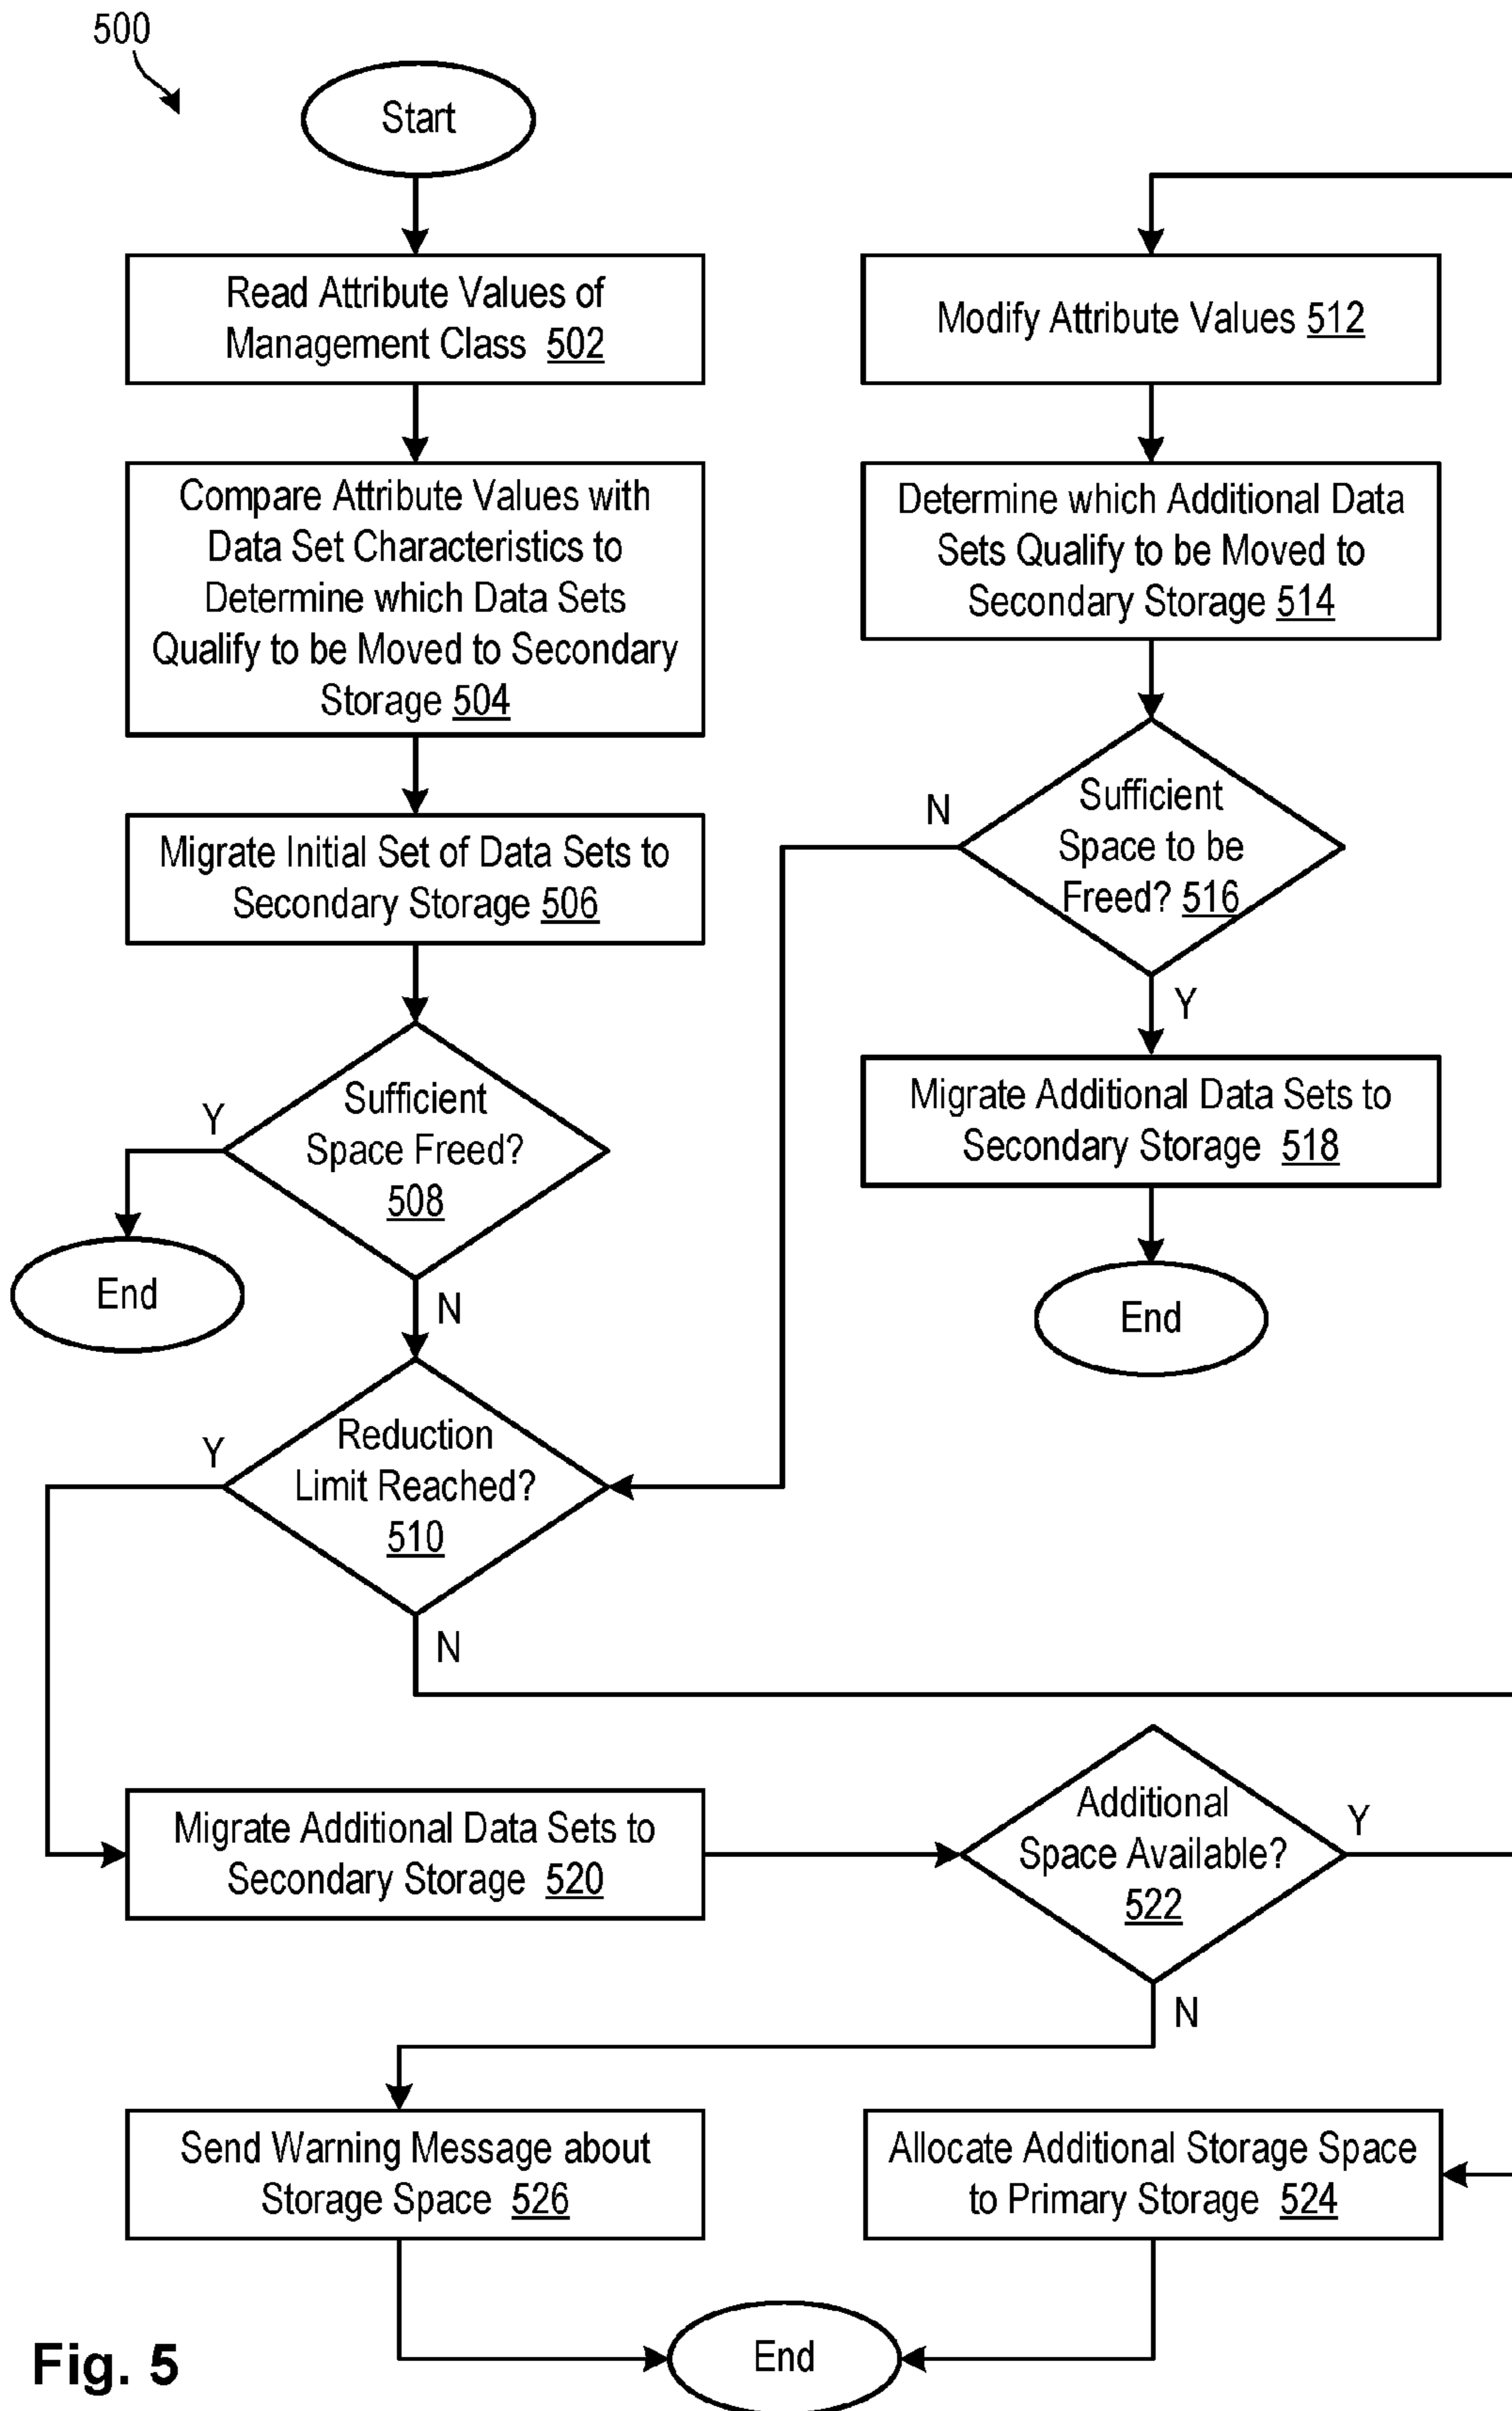 500
Start
Read Attribute Values of
Management Class 502
Compare Attribute Values with
Data Set Characteristics to
Determine which Data Sets
Qualify to be Moved to Secondary
Storage 504
Migrate Initial Set of Data Sets to
Secondary Storage 506
Sufficient
Space Freed?
508
Y
End
N
Reduction
Limit Reached?
510
Y
N
Modify Attribute Values 512
Determine which Additional Data
Sets Qualify to be Moved to
Secondary Storage 514
Sufficient
Space to be
Freed? 516
N
Y
Migrate Additional Data Sets to
Secondary Storage 518
End
Migrate Additional Data Sets to
Secondary Storage 520
Additional
Space Available?
522
Y
N
Send Warning Message about
Storage Space 526
Allocate Additional Storage Space
to Primary Storage 524
End
Fig. 5